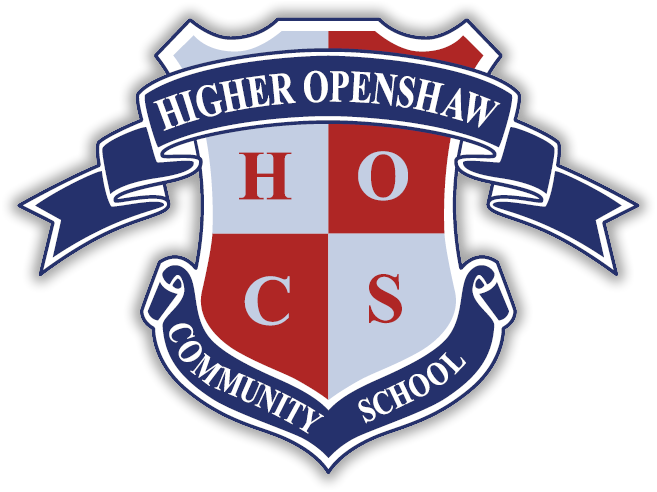 HIGHER OPENSHAW
H O
C S
COMMUNITY SCHOOL